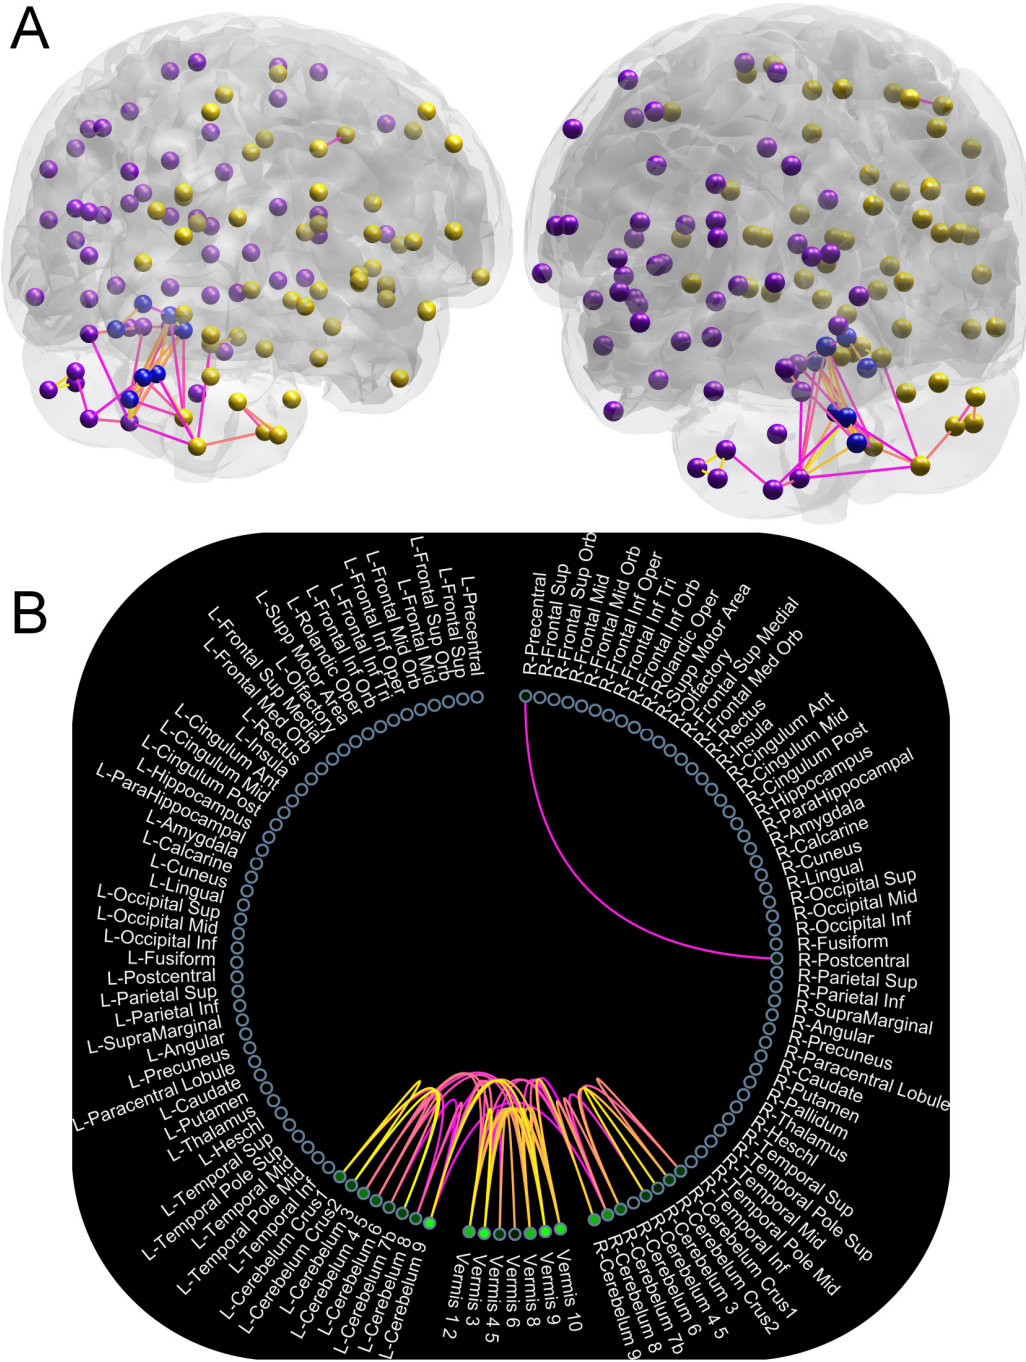 A
B
L-Precentral
L-Frontal Sup
L-Frontal Sup Orb
L-Frontal Mid
L-Frontal Mid Orb
L-Frontal Inf Oper
L-Frontal Inf Tri
L-Frontal Inf Orb
L-Rolandic Oper
L-Supp Motor Area
L-Olfactory
L-Frontal Sup Medial
L-Frontal Med Orb
L-Rectus
L-Insula
L-Cingulum Ant
L-Cingulum Mid
L-Cingulum Post
L-Hippocampus
L-ParaHippocampal
L-Amygdala
L-Calcarine
L-Cuneus
L-Lingual
L-Occipital Sup
L-Occipital Mid
L-Occipital Inf
L-Fusiform
L-Postcentral
L-Parietal Sup
L-Parietal Inf
L-SupraMarginal
L-Angular
L-Precuneus
L-Paracentral Lobule
L-Caudate
L-Putamen
L-Thalamus
L-Heschl
L-Temporal Sup
L-Temporal Pole Sup
L-Temporal Mid
L-Temporal Pole Mid
L-Temporal Inf
L-Cerebelum Crus1
L-Cerebelum Crus2
L-Cerebelum 3
L-Cerebelum 4 5
L-Cerebelum 6
L-Cerebelum 7b
L-Cerebelum 8
L-Cerebelum 9
Vermis 1 2
Vermis 3
Vermis 4 5
Vermis 6
Vermis 8
Vermis 9
Vermis 10
R-Cerebelum 9
R-Cerebelum 8
R-Cerebelum 7b
R-Cerebelum 6
R-Cerebelum 4 5
R-Cerebelum 3
R-Cerebelum Crus2
R-Cerebelum Crus1
R-Temporal Inf
R-Temporal Pole Mid
R-Temporal Mid
R-Temporal Pole Sup
R-Temporal Sup
R-Heschl
R-Thalamus
R-Pallidum
R-Putamen
R-Caudate
R-Paracentral Lobule
R-Precuneus
R-Angular
R-SupraMarginal
R-Parietal Inf
R-Parietal Sup
R-Postcentral
R-Fusiform
R-Occipital Inf
R-Occipital Mid
R-Occipital Sup
R-Lingual
R-Cuneus
R-Calcarine
R-Amygdala
R-ParaHippocampal
R-Hippocampus
R-Cingulum Post
R-Cingulum Mid
R-Cingulum Ant
R-Insula
R-Rectus
R-Frontal Med Orb
R-Frontal Sup Medial
R-Olfactory
R-Supp Motor Area
R-Rolandic Oper
R-Frontal Inf Orb
R-Frontal Inf Tri
R-Frontal Inf Oper
R-Frontal Mid Orb
R-Frontal Mid
R-Frontal Sup Orb
R-Frontal Sup
R-Precentral